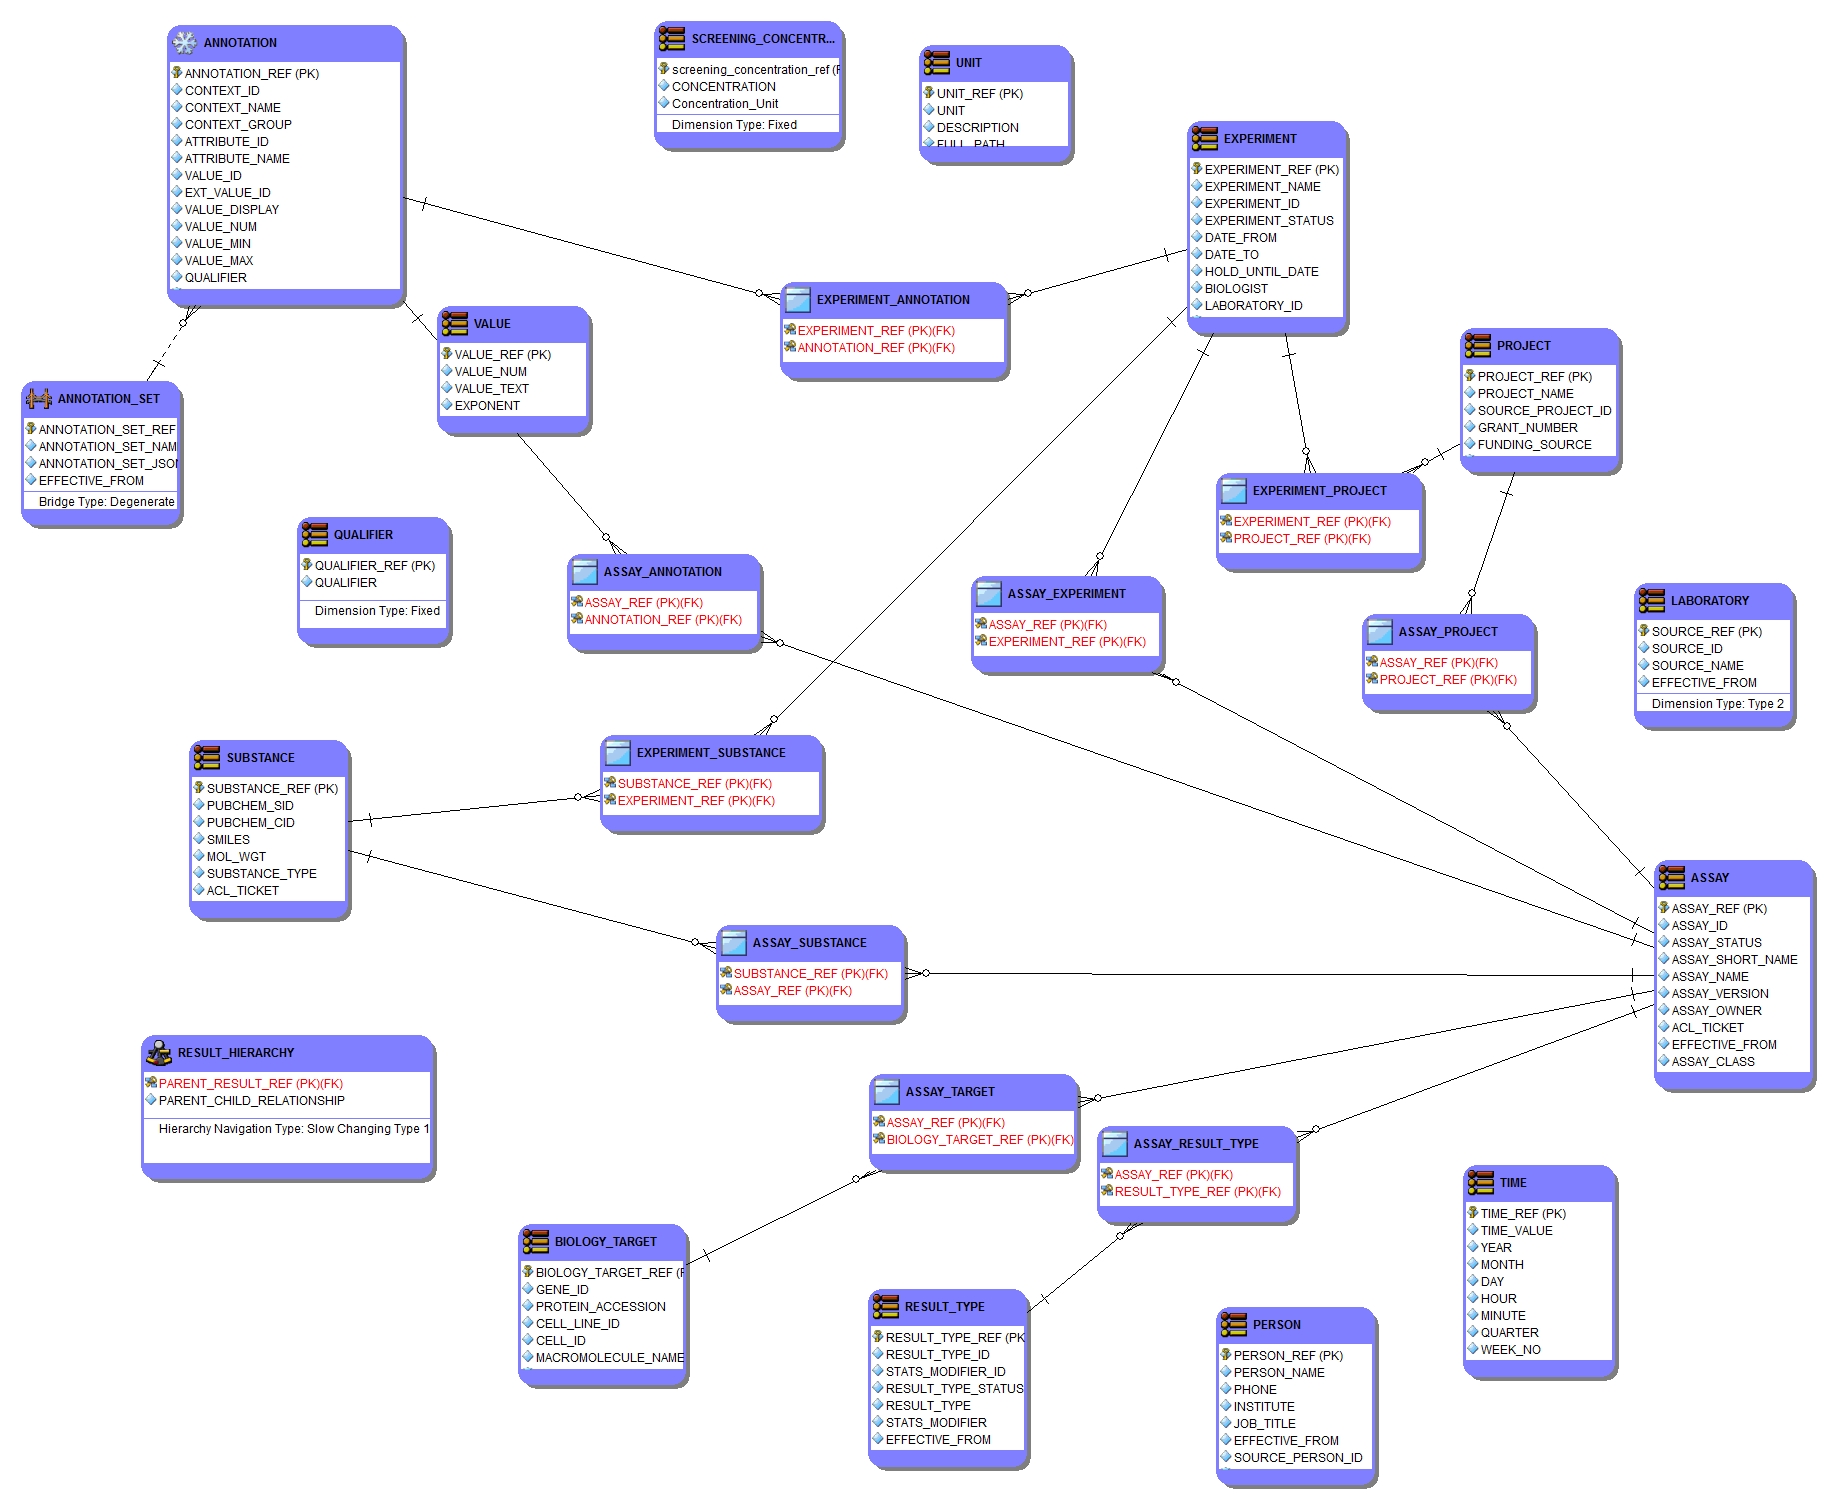 ANNOTATION
ANNOTATION_REF (PK)
CONTEXT_ID
CONTEXT_NAME
CONTEXT_GROUP
ATTRIBUTE_ID
ATTRIBUTE_NAME
VALUE_ID
EXT_VALUE_ID
VALUE_DISPLAY
VALUE_NUM
VALUE_MIN
VALUE_MAX
QUALIFIER
SCREENING_CONCENTR...
screening_concentration_ref (P
CONCENTRATION
Concentration_Unit
Dimension Type: Fixed
UNIT
UNIT_REF (PK)
UNIT
DESCRIPTION
FULL_PATH
EXPERIMENT
EXPERIMENT_REF (PK)
EXPERIMENT_NAME
EXPERIMENT_ID
EXPERIMENT_STATUS
DATE_FROM
DATE_TO
HOLD_UNTIL_DATE
BIOLOGIST
LABORATORY_ID
EXPERIMENT_ANNOTATION
EXPERIMENT_REF (PK)(FK)
ANNOTATION_REF (PK)(FK)
VALUE
VALUE_REF (PK)
VALUE_NUM
VALUE_TEXT
EXPONENT
PROJECT
PROJECT_REF (PK)
PROJECT_NAME
SOURCE_PROJECT_ID
GRANT_NUMBER
FUNDING_SOURCE
ANNOTATION_SET
ANNOTATION_SET_REF
ANNOTATION_SET_NAM
ANNOTATION_SET_JSON
EFFECTIVE_FROM
Bridge Type: Degenerate
EXPERIMENT_PROJECT
EXPERIMENT_REF (PK)(FK)
PROJECT_REF (PK)(FK)
QUALIFIER
QUALIFIER_REF (PK)
QUALIFIER
Dimension Type: Fixed
ASSAY_ANNOTATION
ASSAY_REF (PK)(FK)
ANNOTATION_REF (PK)(FK)
ASSAY_EXPERIMENT
ASSAY_REF (PK)(FK)
EXPERIMENT_REF (PK)(FK)
ASSAY_PROJECT
ASSAY_REF (PK)(FK)
PROJECT_REF (PK)(FK)
LABORATORY
SOURCE_REF (PK)
SOURCE_ID
SOURCE_NAME
EFFECTIVE_FROM
Dimension Type: Type 2
SUBSTANCE
SUBSTANCE_REF (PK)
PUBCHEM_SID
PUBCHEM_CID
SMILES
MOL_WGT
SUBSTANCE_TYPE
ACL_TICKET
EXPERIMENT_SUBSTANCE
SUBSTANCE_REF (PK)(FK)
EXPERIMENT_REF (PK)(FK)
ASSAY
ASSAY_REF (PK)
ASSAY_ID
ASSAY_STATUS
ASSAY_SHORT_NAME
ASSAY_NAME
ASSAY_VERSION
ASSAY_OWNER
ACL_TICKET
EFFECTIVE_FROM
ASSAY_CLASS
ASSAY_SUBSTANCE
SUBSTANCE_REF (PK)(FK)
ASSAY_REF (PK)(FK)
RESULT_HIERARCHY
PARENT_RESULT_REF (PK)(FK)
PARENT_CHILD_RELATIONSHIP
Hierarchy Navigation Type: Slow Changing Type 1
ASSAY_TARGET
ASSAY_REF (PK)(FK)
BIOLOGY_TARGET_REF (PK)(FK)
ASSAY_RESULT_TYPE
ASSAY_REF (PK)(FK)
RESULT_TYPE_REF (PK)(FK)
BIOLOGY_TARGET
BIOLOGY_TARGET_REF (P
GENE_ID
PROTEIN_ACCESSION
CELL_LINE_ID
CELL_ID
MACROMOLECULE_NAME
RESULT_TYPE
RESULT_TYPE_REF (PK
RESULT_TYPE_ID
STATS_MODIFIER_ID
RESULT_TYPE_STATUS
RESULT_TYPE
STATS_MODIFIER
EFFECTIVE_FROM
PERSON
PERSON_REF (PK)
PERSON_NAME
PHONE
INSTITUTE
JOB_TITLE
EFFECTIVE_FROM
SOURCE_PERSON_ID
TIME
TIME_REF (PK)
TIME_VALUE
YEAR
MONTH
DAY
HOUR
MINUTE
QUARTER
WEEK_NO